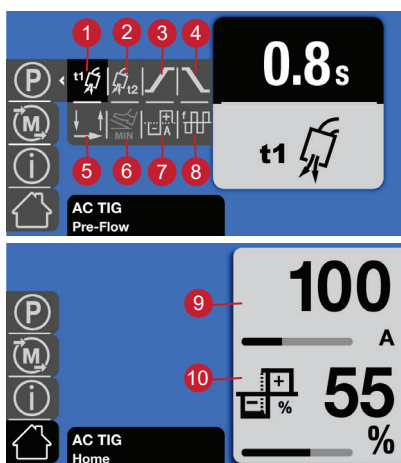 1 2 3 4
P t1 t2 0.8 s
M MIN + - A f
i t1
5 6 7 8
AC TIG
Pre-Flow
9 100
P A
M
10 + - % 55
i %
AC TIG
Home